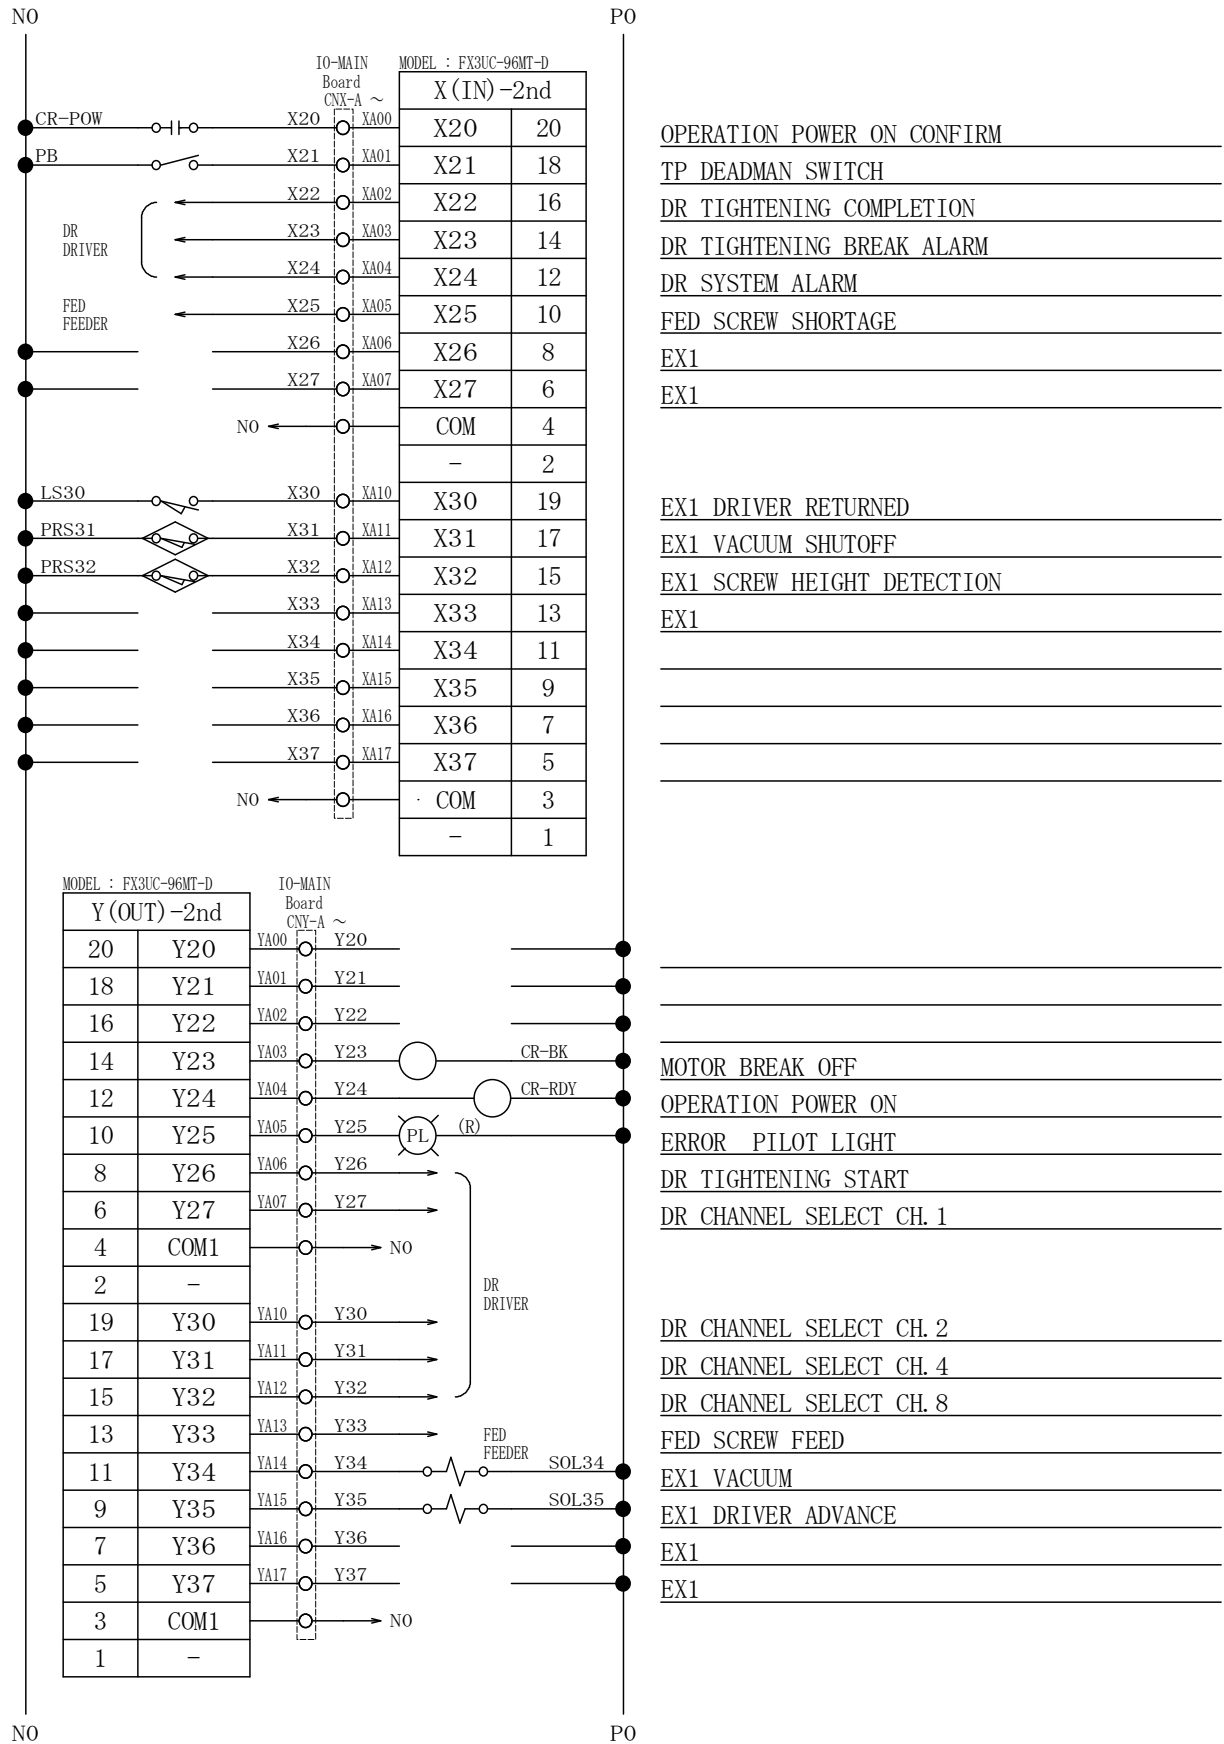 N0 P0
IO-MAIN MODEL : FX3UC-96MT-D
Board X(IN)-2nd
CNX-A ～
CR-POW X20 XA00 X20 20 OPERATION POWER ON CONFIRM
PB X21 XA01 X21 18 TP DEADMAN SWITCH
X22 XA02 X22 16 DR TIGHTENING COMPLETION
DR
DRIVER
X23 XA03 X23 14 DR TIGHTENING BREAK ALARM
X24 XA04 X24 12 DR SYSTEM ALARM
FED
FEEDER
X25 XA05 X25 10 FED SCREW SHORTAGE
X26 XA06 X26 8 EX1
X27 XA07 X27 6 EX1
N0 COM 4
- 2
LS30 X30 XA10 X30 19 EX1 DRIVER RETURNED
PRS31 X31 XA11 X31 17 EX1 VACUUM SHUTOFF
PRS32 X32 XA12 X32 15 EX1 SCREW HEIGHT DETECTION
X33 XA13 X33 13 EX1
X34 XA14 X34 11
X35 XA15 X35 9
X36 XA16 X36 7
X37 XA17 X37 5
N0 COM 3
- 1
MODEL : FX3UC-96MT-D IO-MAIN
Y(OUT)-2nd Board
CNY-A ～
20 Y20 YA00 Y20
18 Y21 YA01 Y21
16 Y22 YA02 Y22
14 Y23 YA03 Y23 CR-BK MOTOR BREAK OFF
12 Y24 YA04 Y24 CR-RDY OPERATION POWER ON
10 Y25 YA05 Y25 PL (R) ERROR PILOT LIGHT
8 Y26 YA06 Y26 DR TIGHTENING START
6 Y27 YA07 Y27 DR CHANNEL SELECT CH.1
4 COM1 N0
2 -
DR
DRIVER
19 Y30 YA10 Y30 DR CHANNEL SELECT CH.2
17 Y31 YA11 Y31 DR CHANNEL SELECT CH.4
15 Y32 YA12 Y32 DR CHANNEL SELECT CH.8
13 Y33 YA13 Y33 FED SCREW FEED
FED
FEEDER
11 Y34 YA14 Y34 SOL34 EX1 VACUUM
9 Y35 YA15 Y35 SOL35 EX1 DRIVER ADVANCE
7 Y36 YA16 Y36 EX1
5 Y37 YA17 Y37 EX1
3 COM1 N0
1 -
N0 P0